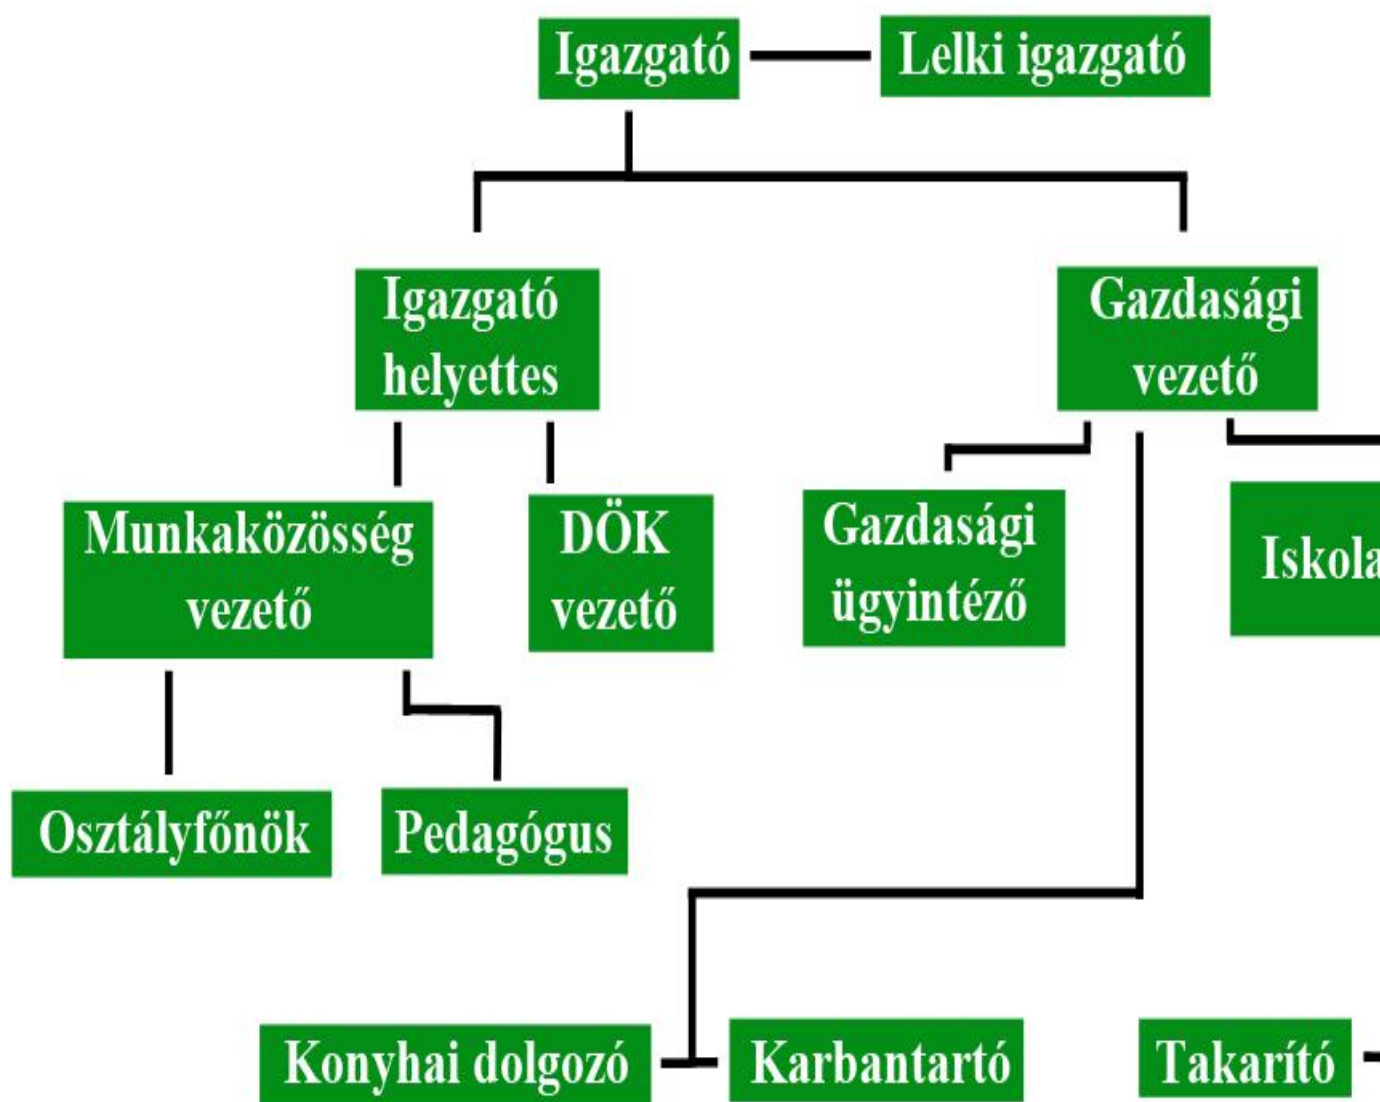 Igazgató
Lelki igazgató
Igazgató
helyettes
Gazdasági
vezető
Munkaközösség
vezető
DÖK
vezető
Gazdasági
ügyintéző
Iskola
Osztályfőnök
Pedagógus
Konyhai dolgozó
Karbantartó
Takarító